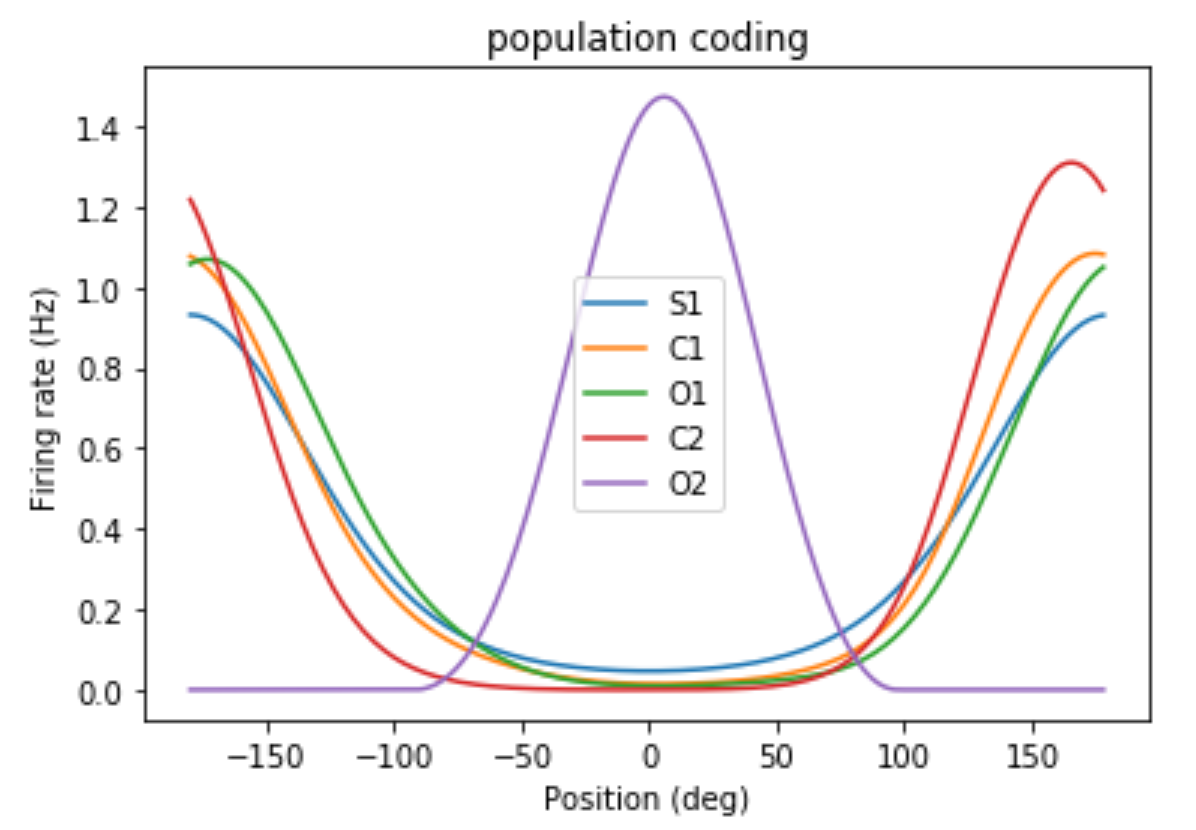 population coding
1.4
1.2
1.0
0.8
0.6
0.4
0.2
0.0
Firing rate (Hz)
S1
C1
O1
C2
O2
−150 −100 −50 0 50 100 150
Position (deg)